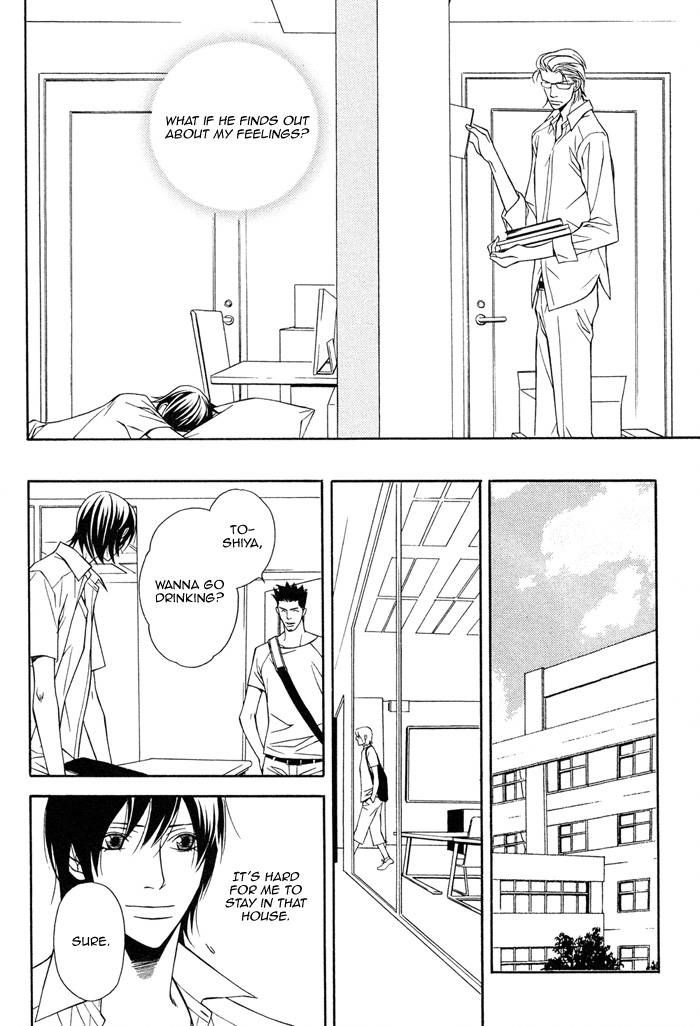 WHAT IF HE FINDS OUT
ABOUT MY FEELINGS?
TO-
SHIYA,
WANNA GO
DRINKING?
IT'S HARD
FOR ME TO
STAY IN THAT
HOUSE.
SURE.